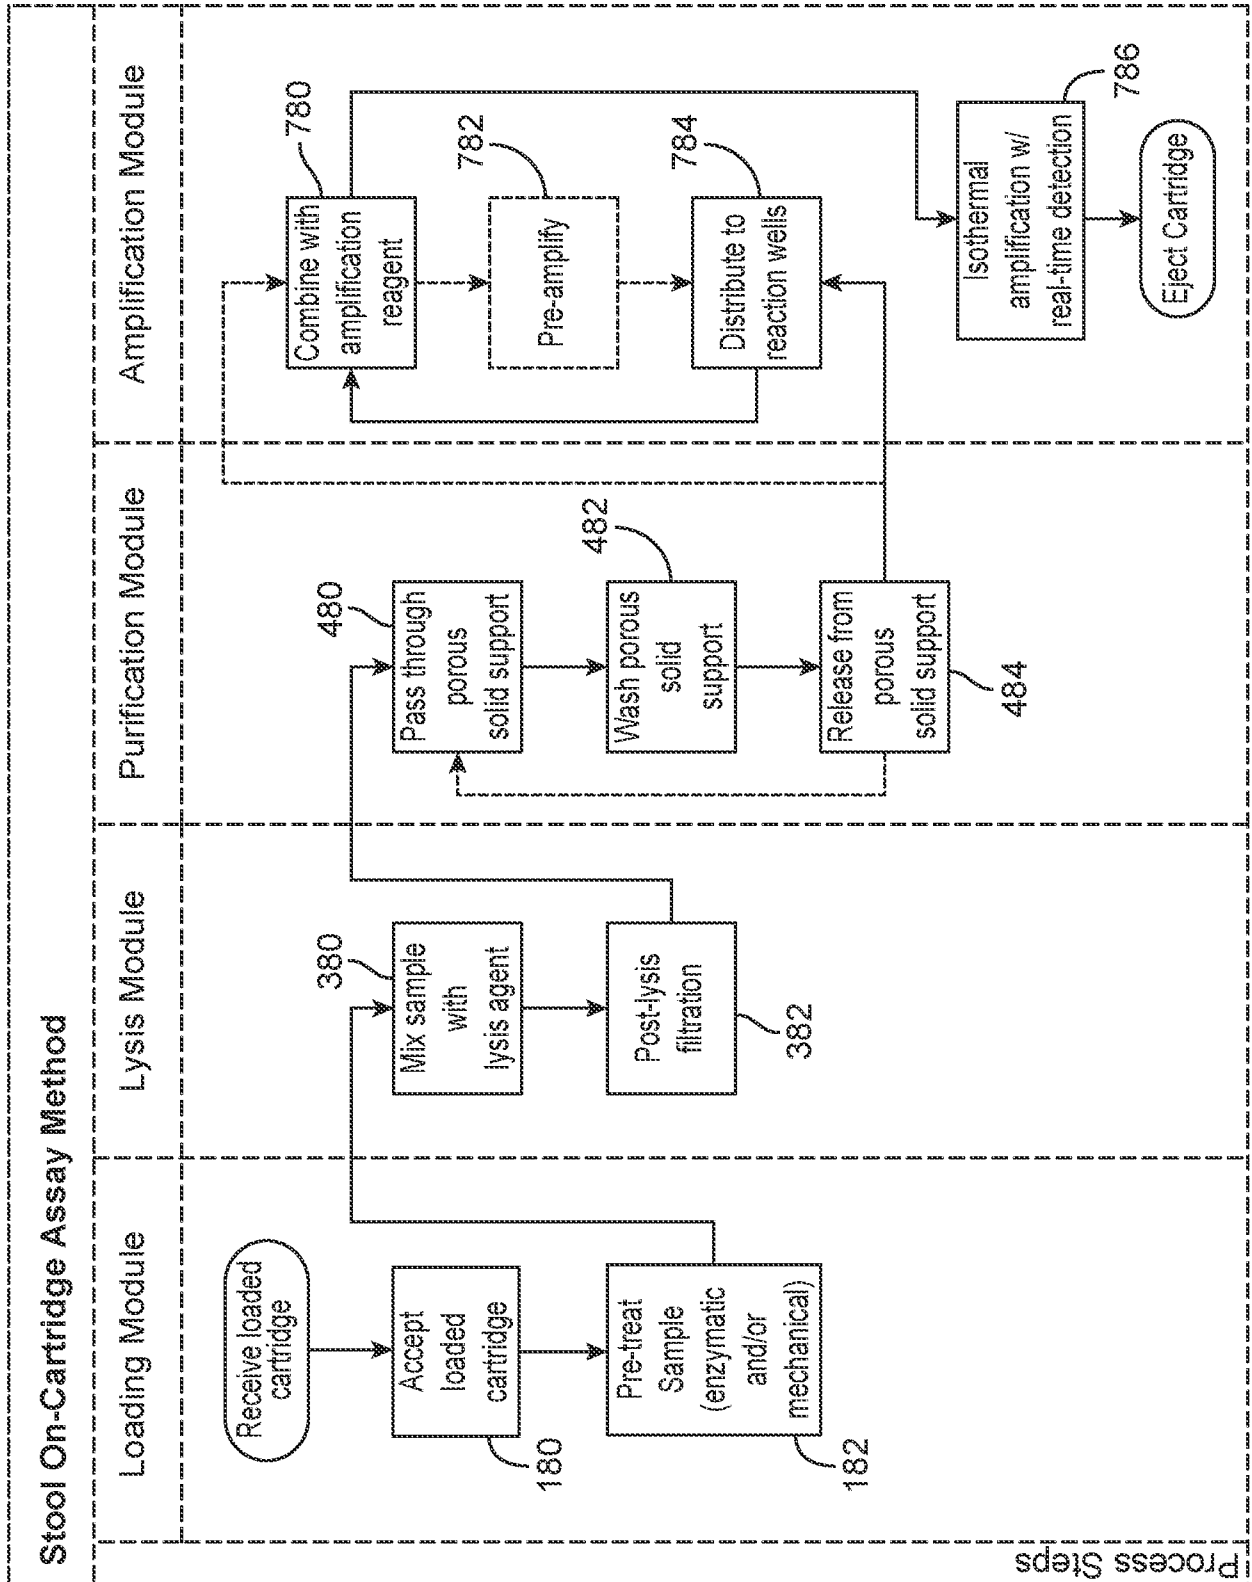 Stool On-Cartridge Assay Method
Process Steps
Loading Module
Receive loaded
cartridge
Accept
loaded
cartridge
180
Pre-treat
Sample
(enzymatic
and/or
mechanical)
182
Lysis Module
380
Mix sample
with
lysis agent
Post-lysis
filtration
382
Purification Module
480
Pass through
porous
solid support
482
Wash porous
solid
support
Release from
porous
solid support
484
Amplification Module
780
Combine with
amplification
reagent
782
Pre-amplify
784
Distribute to
reaction wells
786
Isothermal
amplification w/
real-time detection
Eject Cartridge